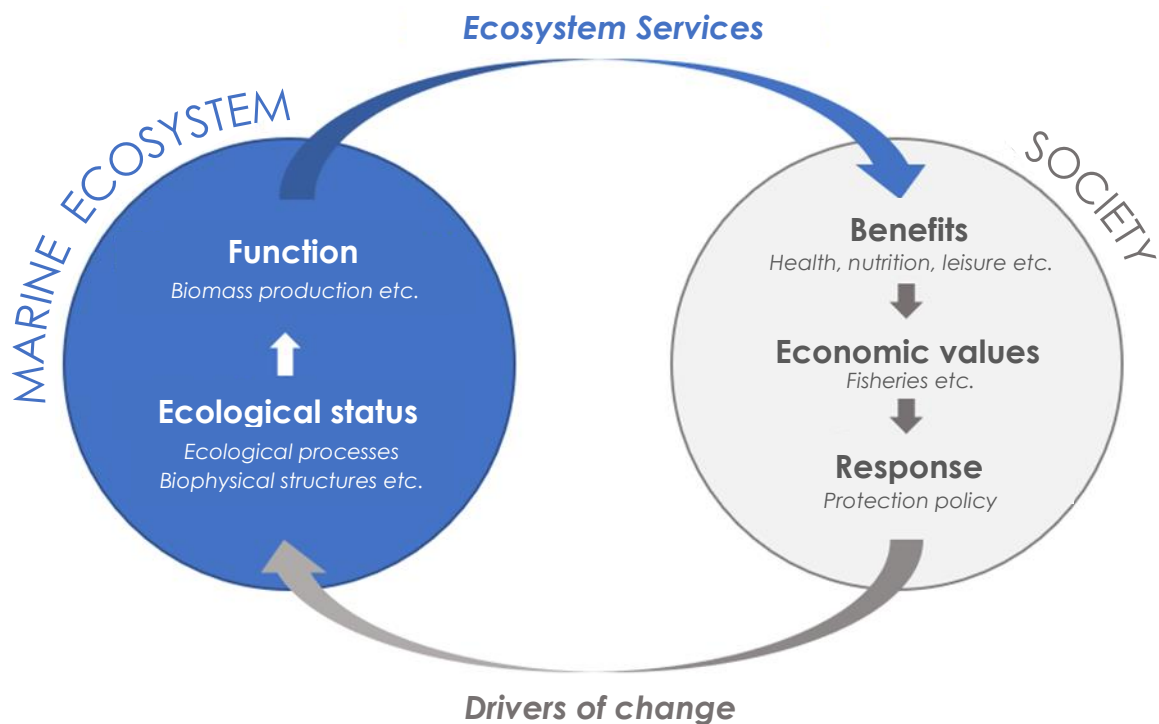 Ecosystem Services
MARINE ECOSYSTEM
Function
Biomass production etc.
Ecological status
Ecological processes
Biophysical structures etc.
SOCIETY
Benefits
Health, nutrition, leisure etc.
Economic values
Fisheries etc.
Response
Protection policy
Drivers of change